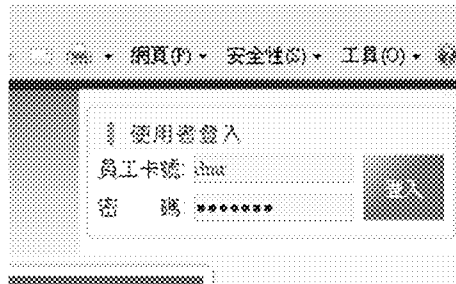 網頁(P) 安全性(S) 工具(O)
使用者登入
員工卡號:
密 碼: *******
登入